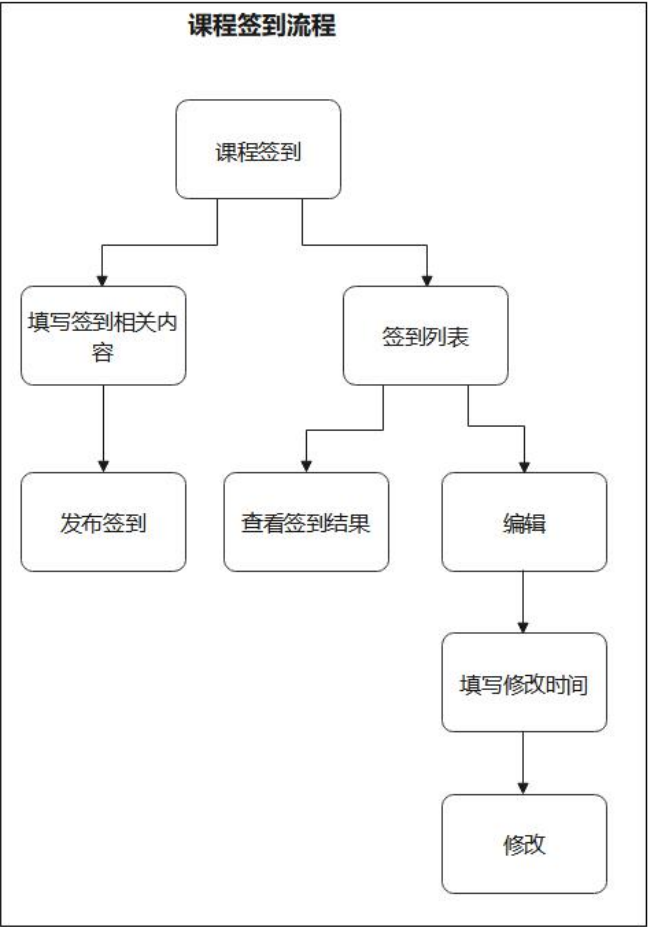 课程签到流程
课程签到
填写签到相关内
容
签到列表
发布签到
查看签到结果
编辑
填写修改时间
修改